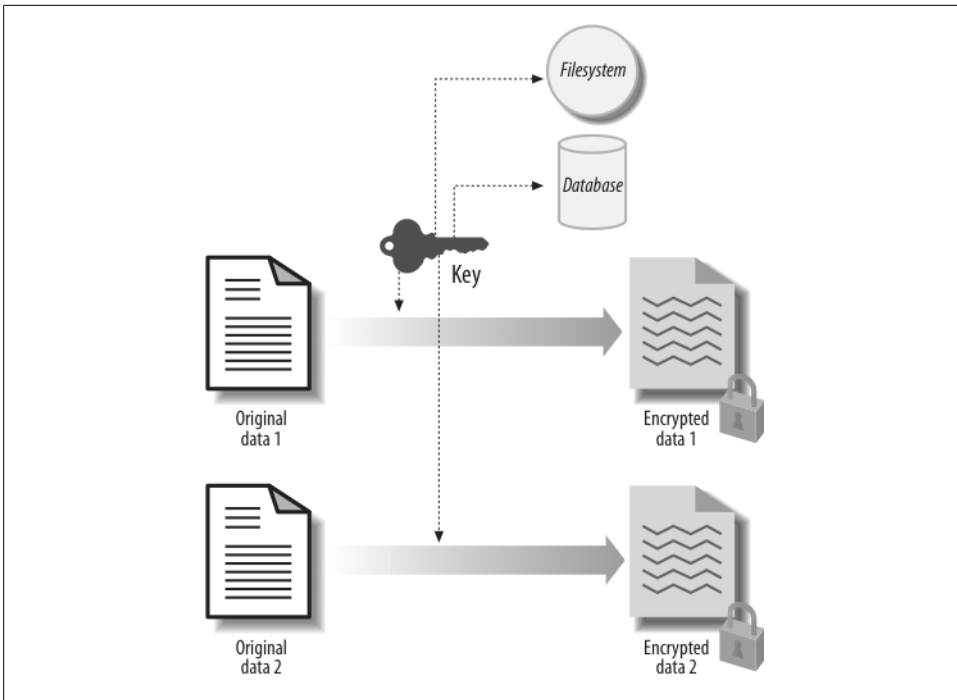 Filesystem
Database
Key
Original
data 1
Encrypted
data 1
Original
data 2
Encrypted
data 2